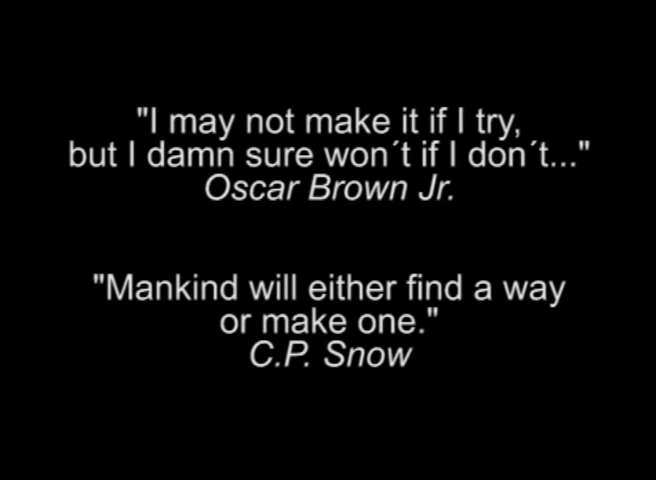 "I may not make it if I try,
but I damn sure won´t if I don´t..."
Oscar Brown Jr.
"Mankind will either find a way
or make one."
C.P. Snow